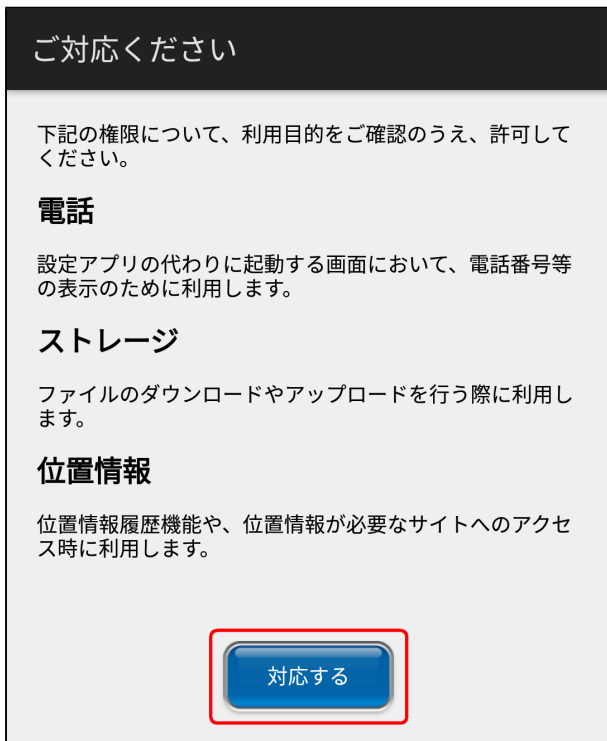 ご対応ください
下記の権限について、利用目的をご確認のうえ、許可して
ください。
電話
設定アプリの代わりに起動する画面において、電話番号等
の表示のために利用します。
ストレージ
ファイルのダウンロードやアップロードを行う際に利用し
ます。
位置情報
位置情報履歴機能や、位置情報が必要なサイトへのアクセ
ス時に利用します。
対応する